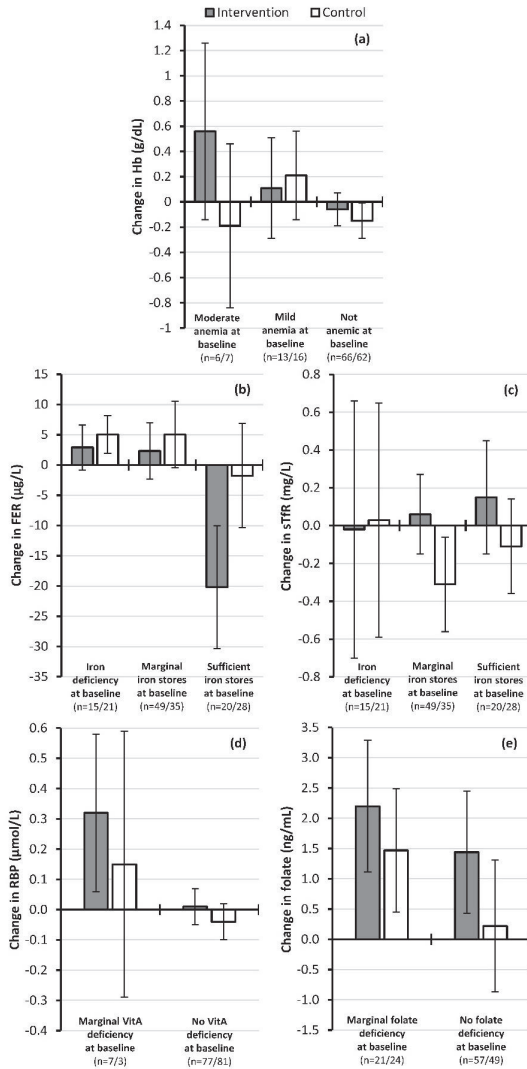 Intervention Control
(a)
Change in Hb (g/dL)
1.4
1.2
1
0.8
0.6
0.4
0.2
0
-0.2
-0.4
-0.6
-0.8
-1
Moderate anemia at baseline (n=6/7)
Mild anemia at baseline (n=13/16)
Not anemic at baseline (n=66/62)
(b)
Change in FER (µg/L)
15
10
5
0
-5
-10
-15
-20
-25
-30
-35
Iron deficiency at baseline (n=15/21)
Marginal iron stores at baseline (n=49/35)
Sufficient iron stores at baseline (n=20/28)
(c)
Change in sTfR (mg/L)
0.8
0.6
0.4
0.2
0.0
-0.2
-0.4
-0.6
-0.8
Iron deficiency at baseline (n=15/21)
Marginal iron stores at baseline (n=49/35)
Sufficient iron stores at baseline (n=20/28)
(d)
Change in RBP (µmol/L)
0.6
0.5
0.4
0.3
0.2
0.1
0.0
-0.1
-0.2
-0.3
-0.4
Marginal VitA deficiency at baseline (n=7/3)
No VitA deficiency at baseline (n=77/81)
(e)
Change in folate (ng/mL)
3.5
3.0
2.5
2.0
1.5
1.0
0.5
0.0
-0.5
-1.0
-1.5
Marginal folate deficiency at baseline (n=21/24)
No folate deficiency at baseline (n=57/49)